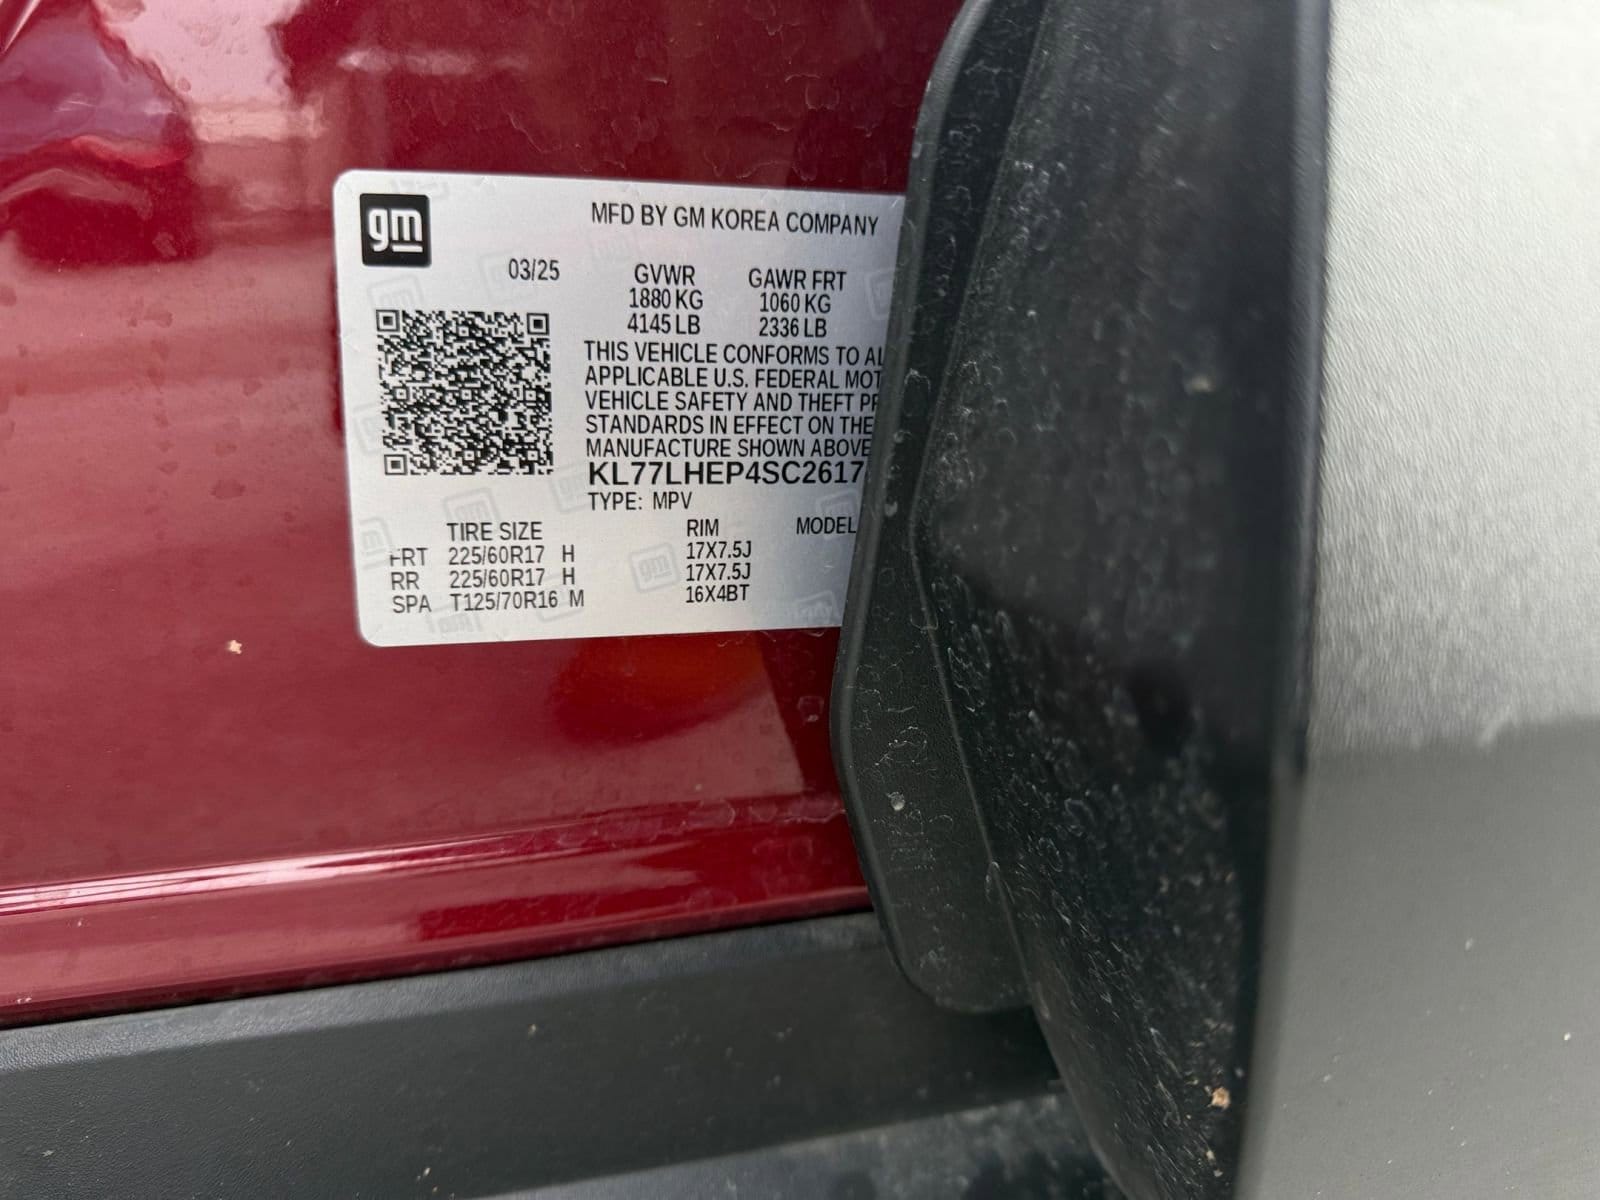 gm
MFD BY GM KOREA COMPANY
03/25 GVWR GAWR FRT
1880 KG 1060 KG
4145 LB 2336 LB
THIS VEHICLE CONFORMS TO AL
APPLICABLE U.S. FEDERAL MOT
VEHICLE SAFETY AND THEFT PR
STANDARDS IN EFFECT ON THE
MANUFACTURE SHOWN ABOVE
KL77LHEP4SC2617
TYPE: MPV
TIRE SIZE RIM MODEL
FRT 225/60R17 H 17X7.5J
RR 225/60R17 H 17X7.5J
SPA T125/70R16 M 16X4BT